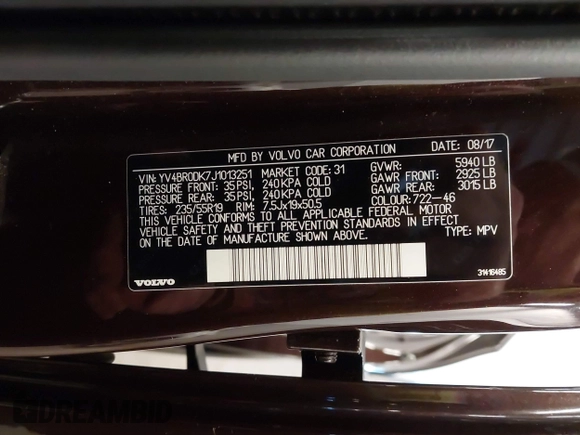 MFD BY VOLVO CAR CORPORATION DATE: 08/17
VIN: YV4BR0DK7J1013251 MARKET CODE: 31 GVWR: 5940 LB
PRESSURE FRONT: 35 PSI, 240 KPA COLD GAWR FRONT: 2925 LB
PRESSURE REAR: 35 PSI, 240 KPA COLD GAWR REAR: 3015 LB
TIRES: 235/55R19 RIM: 7.5Jx19x50.5 COLOUR: 722-46
THIS VEHICLE CONFORMS TO ALL APPLICABLE FEDERAL MOTOR
VEHICLE SAFETY AND THEFT PREVENTION STANDARDS IN EFFECT
ON THE DATE OF MANUFACTURE SHOWN ABOVE. TYPE: MPV
VOLVO 31416485
DREAMBID